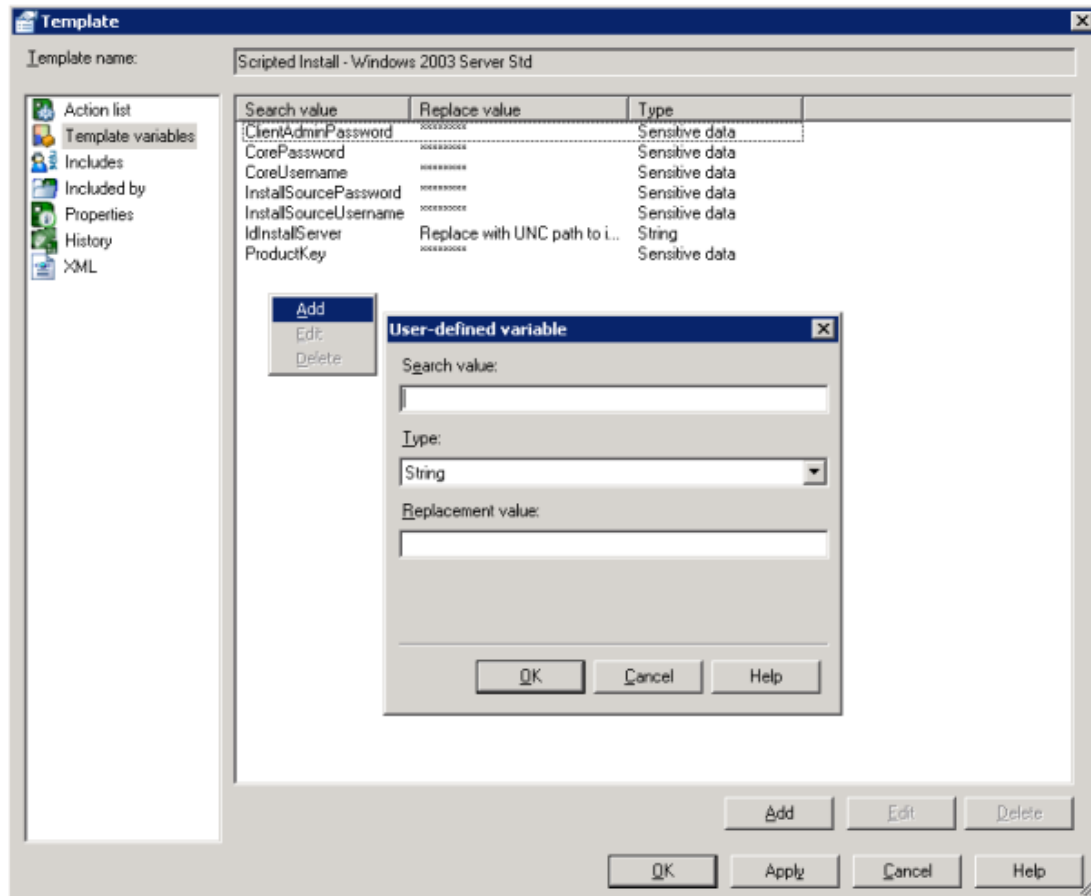 Template
Template name:
Scripted Install - Windows 2003 Server Std
Action list
Template variables
Includes
Included by
Properties
History
XML
Search value Replace value Type
ClientAdminPassword ********* Sensitive data
CorePassword ********* Sensitive data
CoreUsername ********* Sensitive data
InstallSourcePassword ********* Sensitive data
InstallSourceUsername ********* Sensitive data
ldInstallServer Replace with UNC path to i... String
ProductKey ********* Sensitive data
Add
Edit
Delete
User-defined variable
Search value:
Type:
String
Replacement value:
OK Cancel Help
Add Edit Delete
OK Apply Cancel Help